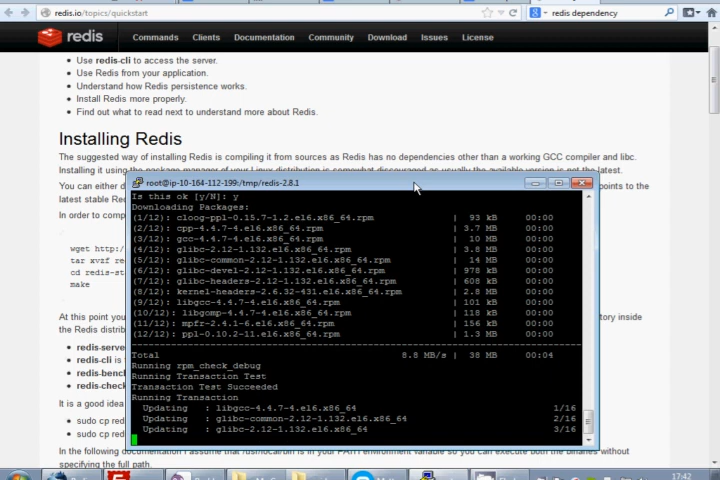 redis.io/topics/quickstart
redis dependency
redis
Commands Clients Documentation Community Download Issues License
Use redis-cli to access the server.
Use Redis from your application.
Understand how Redis persistence works.
Install Redis more properly.
Find out what to read next to understand more about Redis.
Installing Redis
The suggested way of installing Redis is compiling it from sources as Redis has no dependencies other than a working GCC compiler and libc.
Installing it using the package manager of your Linux distribution is somewhat discouraged as usually the available version is not the latest.
You can either d
points to the
latest stable Re
In order to comp
wget http:/
tar xvzf re
cd redis-st
make
At this point you
tory inside
the Redis distrib
redis-serve
redis-cli is
redis-benc
redis-check
It is a good idea
sudo cp red
sudo cp red
In the following documentation I assume that /usr/local/bin is in your PATH environment variable so you can execute both the binaries without
specifying the full path.
root@ip-10-164-112-199:/tmp/redis-2.8.1
Is this ok [y/N]: y
Downloading Packages:
(1/12): cloog-ppl-0.15.7-1.2.el6.x86_64.rpm | 93 kB 00:00
(2/12): cpp-4.4.7-4.el6.x86_64.rpm | 3.7 MB 00:00
(3/12): gcc-4.4.7-4.el6.x86_64.rpm | 10 MB 00:00
(4/12): glibc-2.12-1.132.el6.x86_64.rpm | 3.8 MB 00:00
(5/12): glibc-common-2.12-1.132.el6.x86_64.rpm | 14 MB 00:00
(6/12): glibc-devel-2.12-1.132.el6.x86_64.rpm | 978 kB 00:00
(7/12): glibc-headers-2.12-1.132.el6.x86_64.rpm | 608 kB 00:00
(8/12): kernel-headers-2.6.32-431.el6.x86_64.rpm | 2.8 MB 00:00
(9/12): libgcc-4.4.7-4.el6.x86_64.rpm | 101 kB 00:00
(10/12): libgomp-4.4.7-4.el6.x86_64.rpm | 118 kB 00:00
(11/12): mpfr-2.4.1-6.el6.x86_64.rpm | 156 kB 00:00
(12/12): ppl-0.10.2-11.el6.x86_64.rpm | 1.3 MB 00:00
--------------------------------------------------------------------------------
Total 8.8 MB/s | 38 MB 00:04
Running rpm_check_debug
Running Transaction Test
Transaction Test Succeeded
Running Transaction
Updating : libgcc-4.4.7-4.el6.x86_64 1/16
Updating : glibc-common-2.12-1.132.el6.x86_64 2/16
Updating : glibc-2.12-1.132.el6.x86_64 3/16
17:42